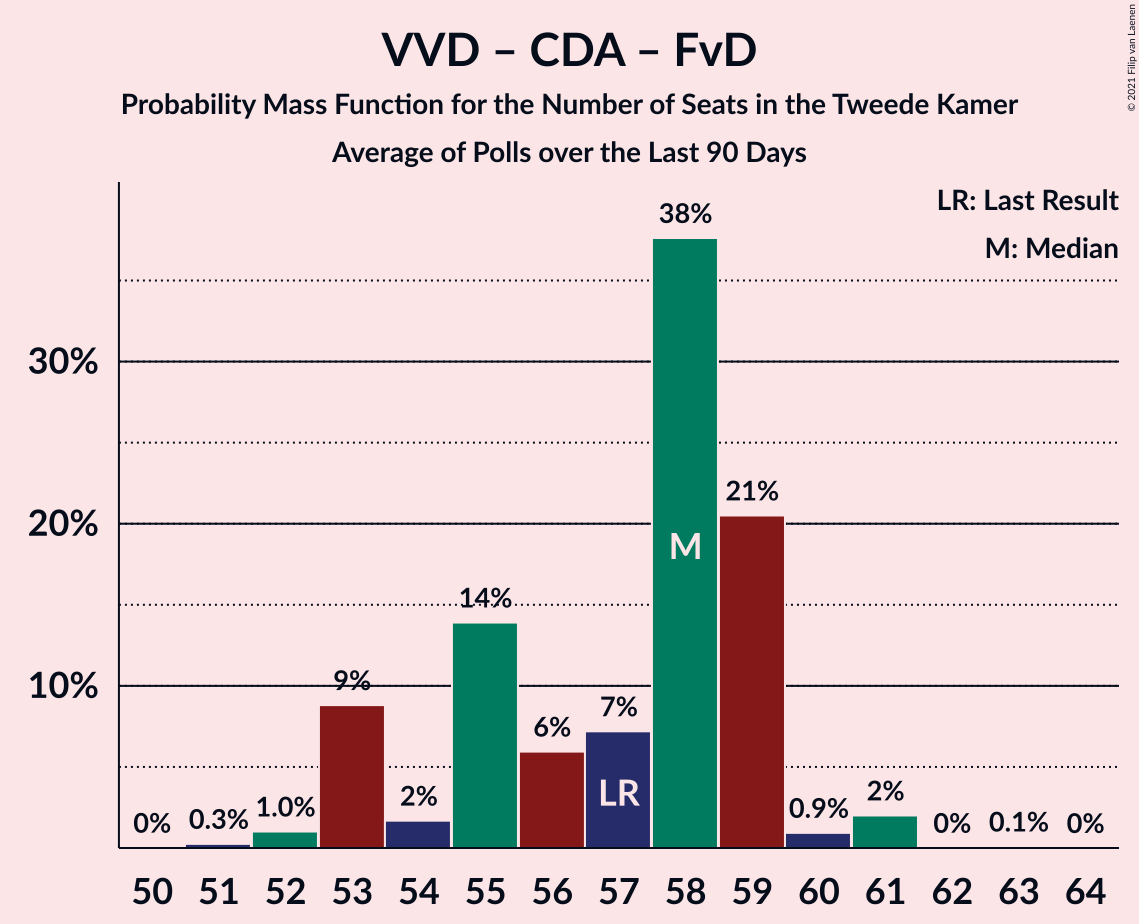 VVD – CDA – FvD
Probability Mass Function for the Number of Seats in the Tweede Kamer
Average of Polls over the Last 90 Days
© 2021 Filip van Laenen
LR: Last Result
M: Median
30%
20%
10%
0%
0.3%
1.0%
9%
2%
14%
6%
7%
38%
21%
0.9%
2%
0%
0.1%
0%
M
LR
50 51 52 53 54 55 56 57 58 59 60 61 62 63 64